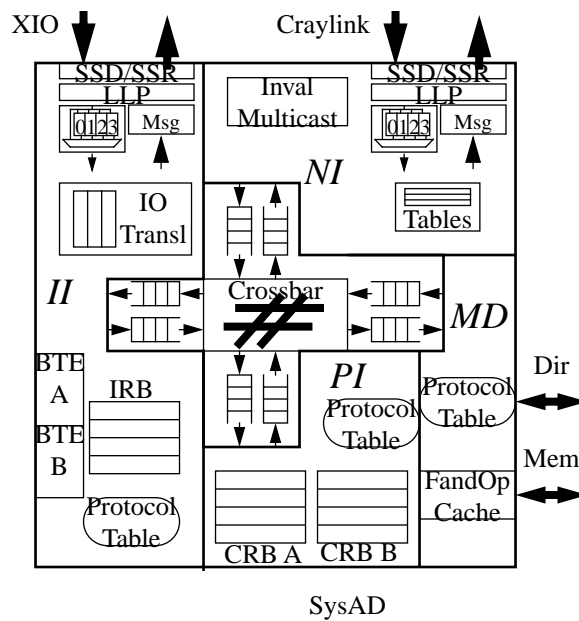 XIO
Craylink
SSD/SSR
SSD/SSR
LLP
LLP
0123
Msg
Inval
Multicast
0123
Msg
NI
IO
Transl
Tables
II
Crossbar
MD
BTE
A
IRB
PI
Protocol
Table
Protocol
Table
Dir
BTE
B
Mem
FandOp
Cache
Protocol
Table
CRB A
CRB B
SysAD